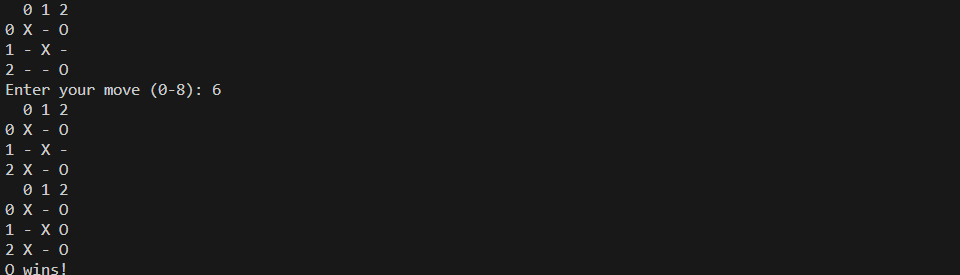 0 1 2
0 X - O
1 - X -
2 - - O
Enter your move (0-8): 6
  0 1 2
0 X - O
1 - X -
2 X - O
  0 1 2
0 X - O
1 - X O
2 X - O
O wins!